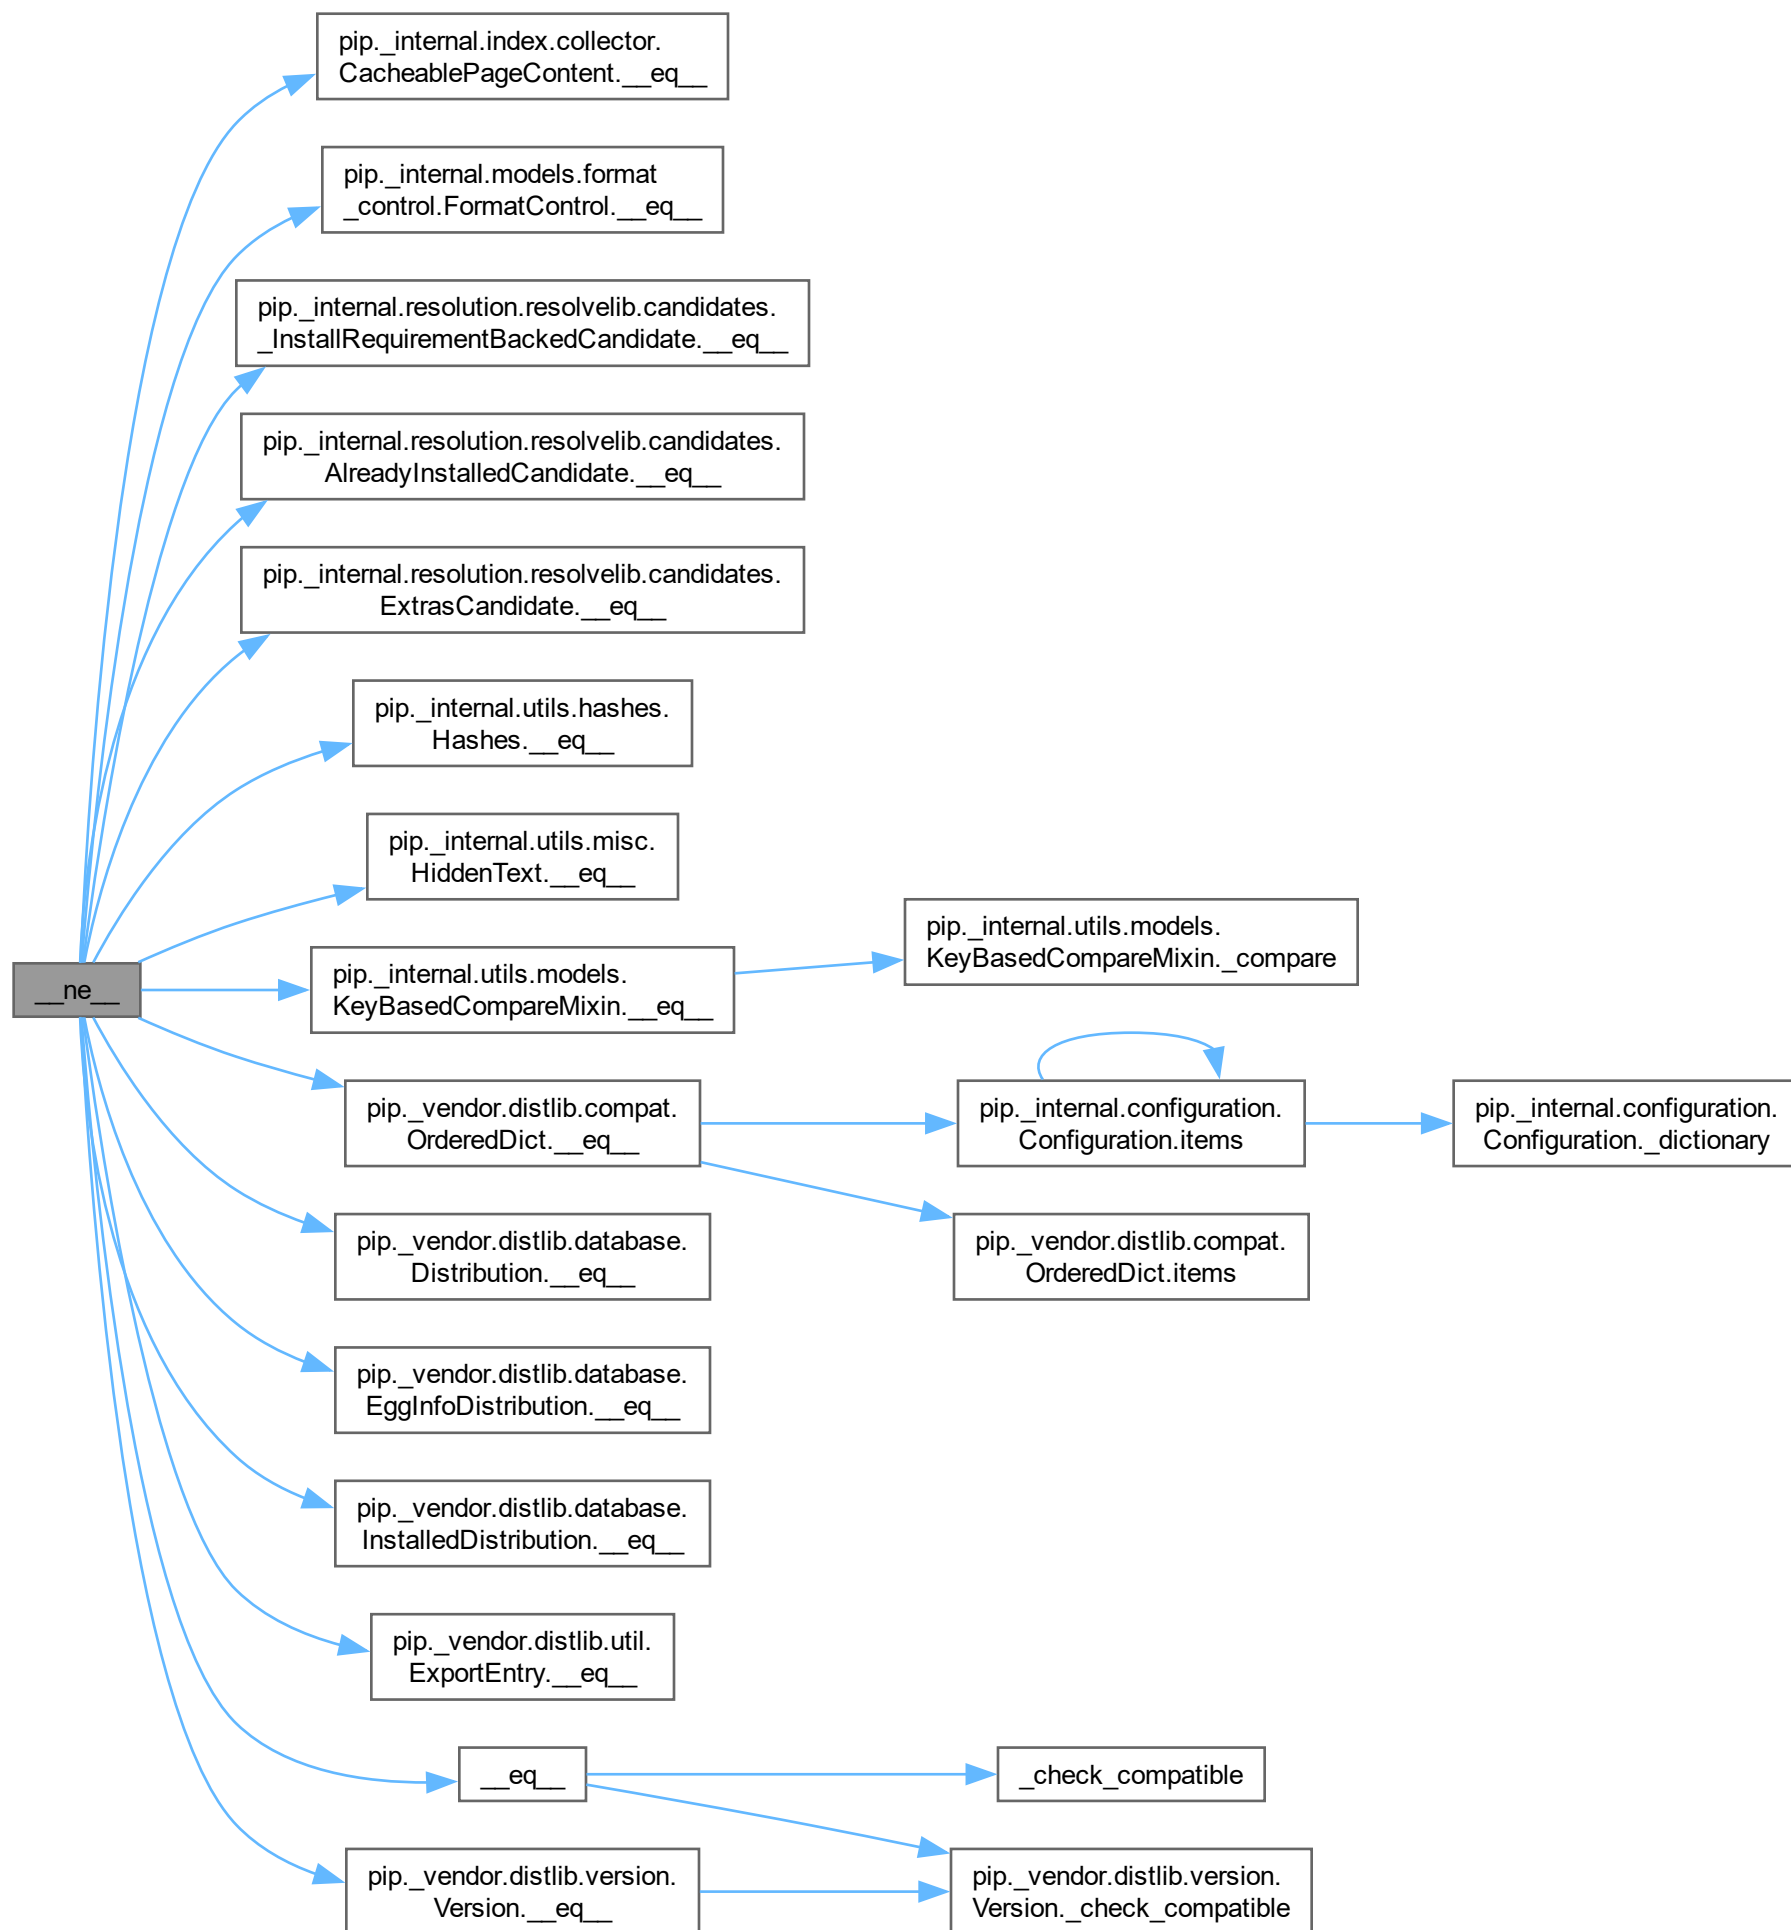 pip._internal.index.collector.
CacheablePageContent.__eq__
pip._internal.models.format
_control.FormatControl.__eq__
pip._internal.resolution.resolvelib.candidates.
_InstallRequirementBackedCandidate.__eq__
pip._internal.resolution.resolvelib.candidates.
AlreadyInstalledCandidate.__eq__
pip._internal.resolution.resolvelib.candidates.
ExtrasCandidate.__eq__
pip._internal.utils.hashes.
Hashes.__eq__
pip._internal.utils.misc.
HiddenText.__eq__
__ne__
pip._internal.utils.models.
KeyBasedCompareMixin.__eq__
pip._internal.utils.models.
KeyBasedCompareMixin._compare
pip._vendor.distlib.compat.
OrderedDict.__eq__
pip._internal.configuration.
Configuration.items
pip._internal.configuration.
Configuration._dictionary
pip._vendor.distlib.compat.
OrderedDict.items
pip._vendor.distlib.database.
Distribution.__eq__
pip._vendor.distlib.database.
EggInfoDistribution.__eq__
pip._vendor.distlib.database.
InstalledDistribution.__eq__
pip._vendor.distlib.util.
ExportEntry.__eq__
__eq__
_check_compatible
pip._vendor.distlib.version.
Version.__eq__
pip._vendor.distlib.version.
Version._check_compatible